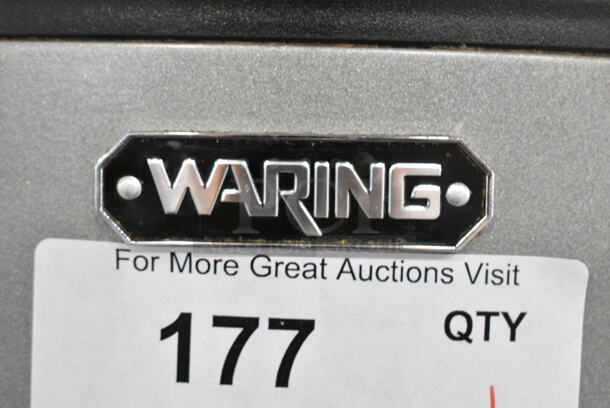 WARING
For More Great Auctions Visit
177 QTY